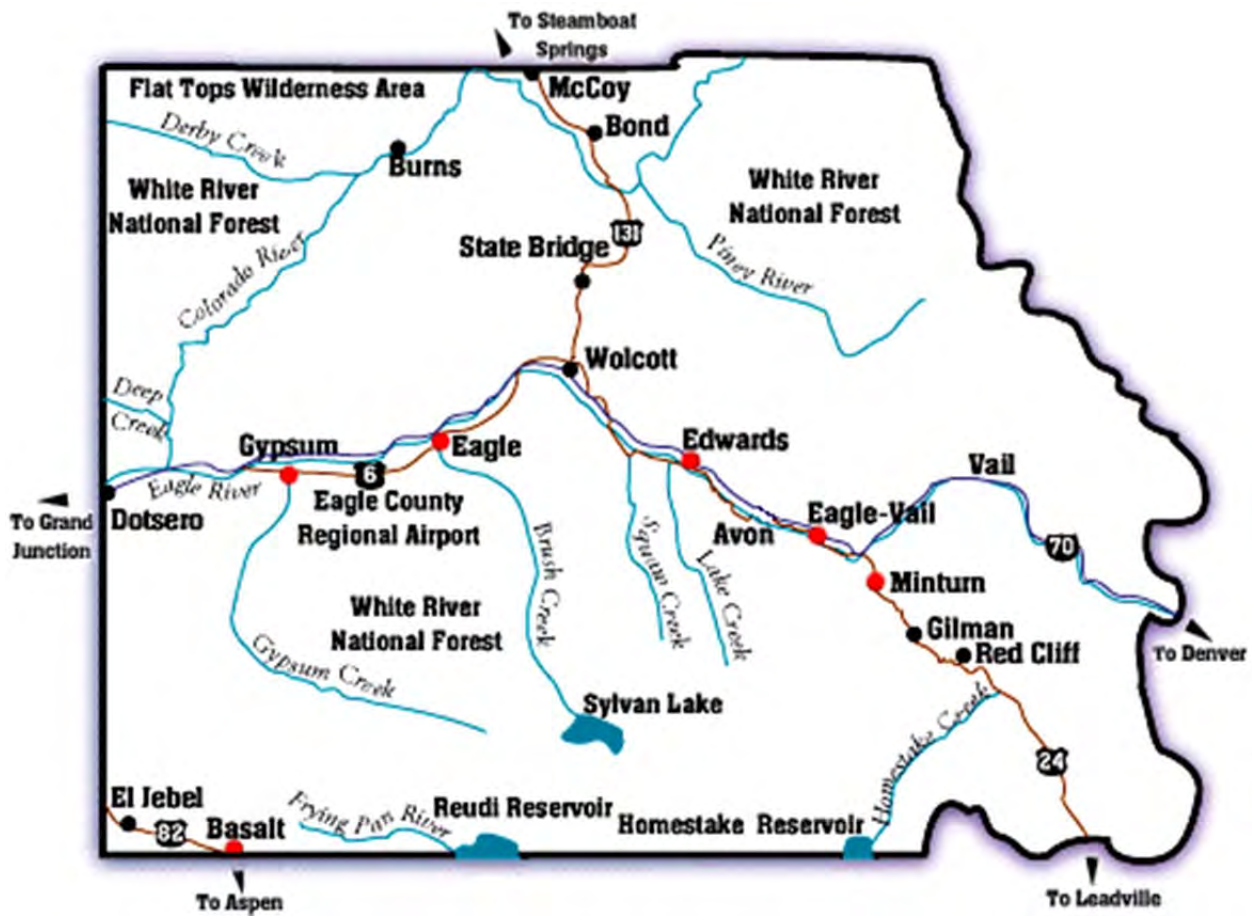 To Steamboat
Springs
Flat Tops Wilderness Area
McCoy
Derby Creek
Bond
Burns
White River
National Forest
White River
National Forest
131
State Bridge
Colorado River
Piney River
Wolcott
Deep
Creek
Gypsum
Eagle
Edwards
6
Eagle River
Vail
Eagle County
Regional Airport
To Grand
Junction
Dotsero
Eagle-Vail
Avon
70
Brush Creek
Squaw Creek
Lake Creek
Minturn
White River
National Forest
Gilman
Red Cliff
To Denver
Gypsum Creek
Sylvan Lake
Homestake Creek
24
El Jebel
82
Basalt
Frying Pan River
Reudi Reservoir
Homestake Reservoir
To Aspen
To Leadville